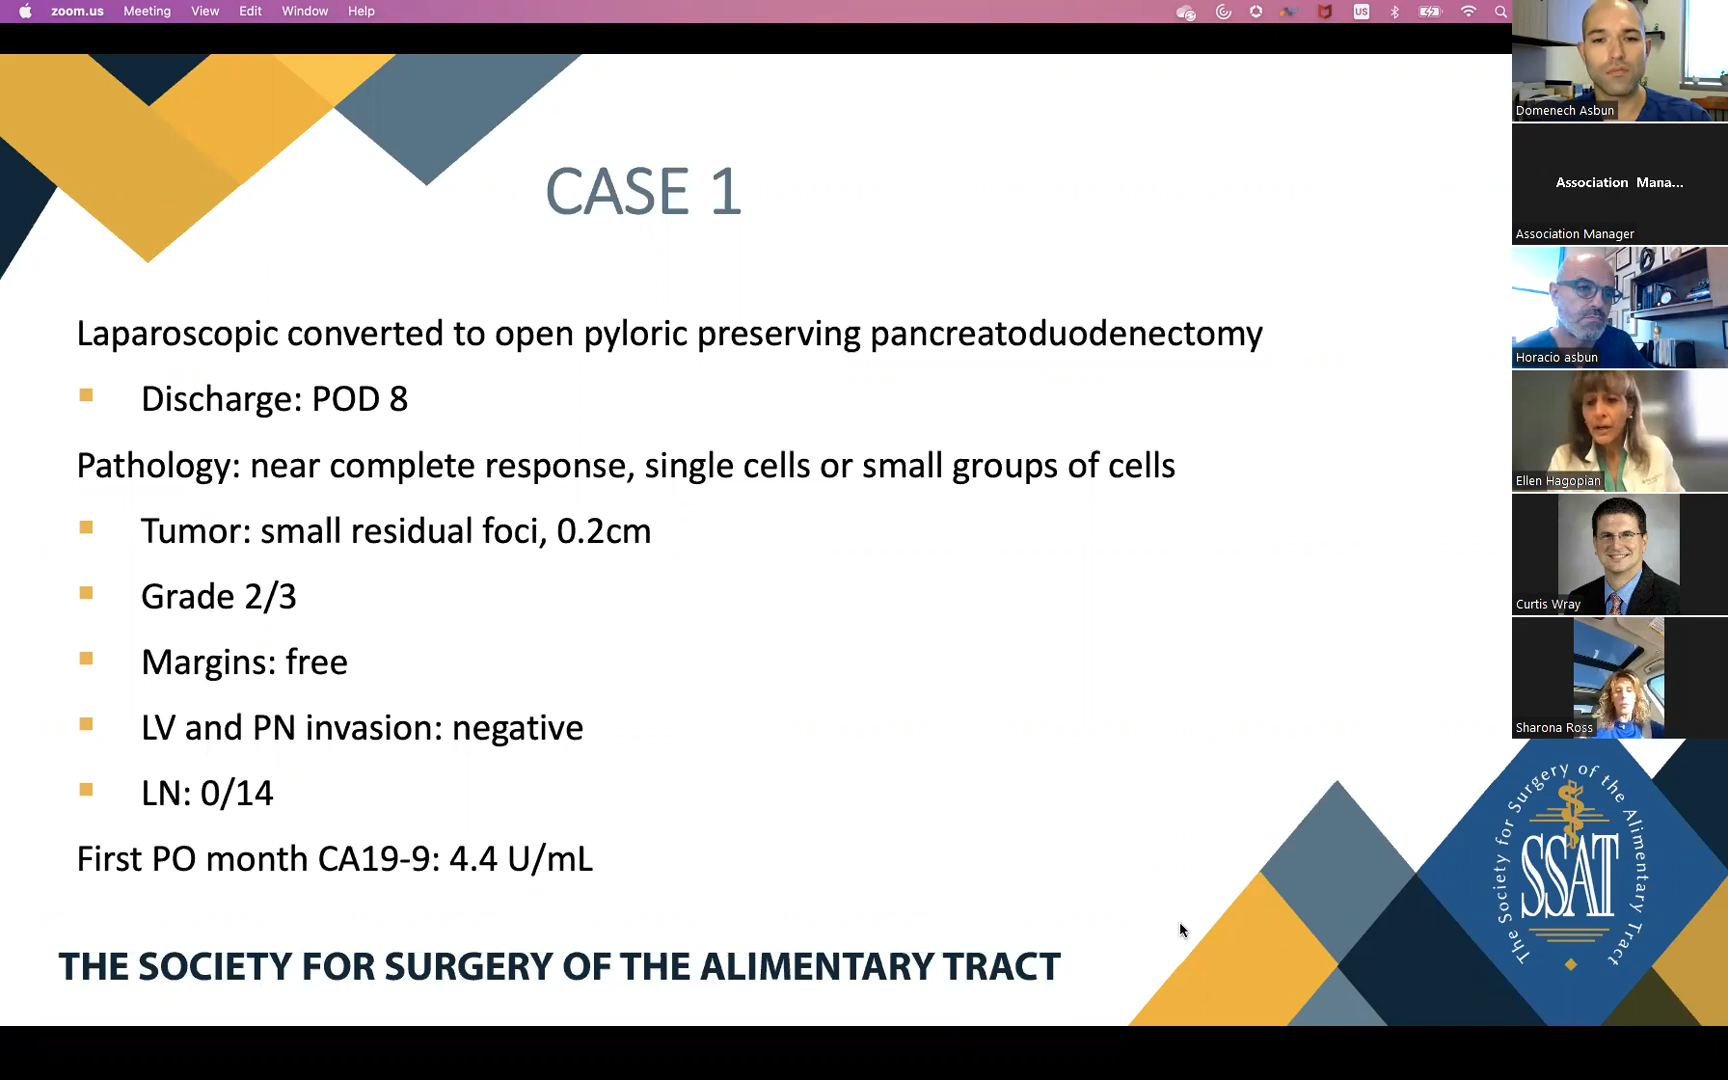 zoom.us Meeting View Edit Window Help
US
CASE 1
Laparoscopic converted to open pyloric preserving pancreatoduodenectomy
Discharge: POD 8
Pathology: near complete response, single cells or small groups of cells
Tumor: small residual foci, 0.2cm
Grade 2/3
Margins: free
LV and PN invasion: negative
LN: 0/14
First PO month CA19-9: 4.4 U/mL
THE SOCIETY FOR SURGERY OF THE ALIMENTARY TRACT
Domenech Asbun
Association Mana...
Association Manager
Horacio asbun
Ellen Hagopian
Curtis Wray
Sharona Ross
The Society for Surgery of the Alimentary Tract
SSAT